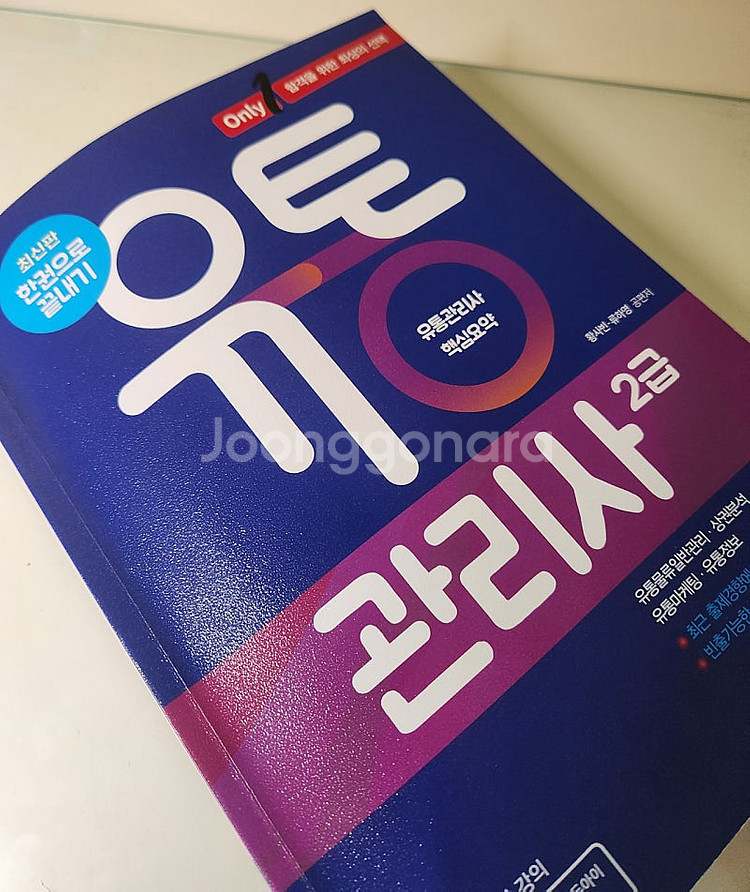 Only 1 합격을 위한 최상의 선택
유통
최신판
한권으로
끝내기
유통관리사
핵심요약
황사빈·류하영 공편저
관리사 2급
유통물류일반관리·상권분석
유통마케팅·유통정보
최근 출제경향에
빈출가능한
강의
Joonggonara